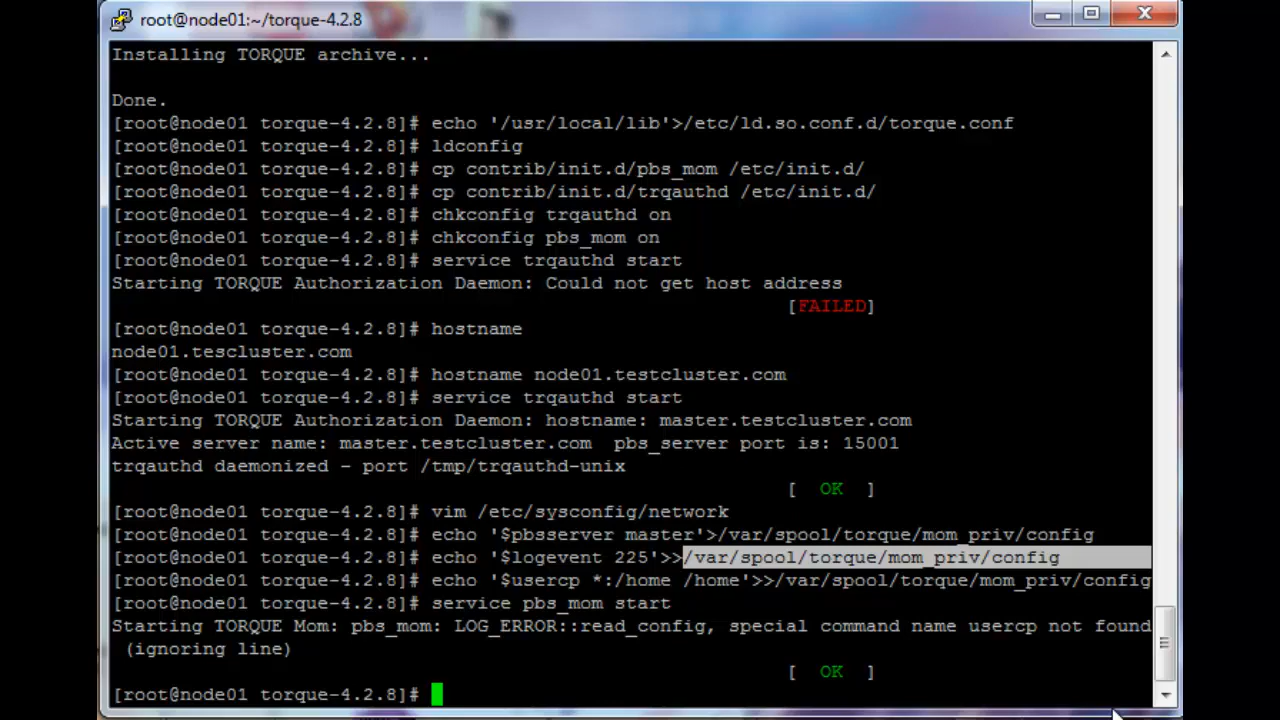 root@node01:~/torque-4.2.8
Installing TORQUE archive...
Done.
[root@node01 torque-4.2.8]# echo '/usr/local/lib'>/etc/ld.so.conf.d/torque.conf
[root@node01 torque-4.2.8]# ldconfig
[root@node01 torque-4.2.8]# cp contrib/init.d/pbs_mom /etc/init.d/
[root@node01 torque-4.2.8]# cp contrib/init.d/trqauthd /etc/init.d/
[root@node01 torque-4.2.8]# chkconfig trqauthd on
[root@node01 torque-4.2.8]# chkconfig pbs_mom on
[root@node01 torque-4.2.8]# service trqauthd start
Starting TORQUE Authorization Daemon: Could not get host address
[FAILED]
[root@node01 torque-4.2.8]# hostname
node01.tescluster.com
[root@node01 torque-4.2.8]# hostname node01.testcluster.com
[root@node01 torque-4.2.8]# service trqauthd start
Starting TORQUE Authorization Daemon: hostname: master.testcluster.com
Active server name: master.testcluster.com  pbs_server port is: 15001
trqauthd daemonized - port /tmp/trqauthd-unix
[  OK  ]
[root@node01 torque-4.2.8]# vim /etc/sysconfig/network
[root@node01 torque-4.2.8]# echo '$pbsserver master'>/var/spool/torque/mom_priv/config
[root@node01 torque-4.2.8]# echo '$logevent 225'>>/var/spool/torque/mom_priv/config
[root@node01 torque-4.2.8]# echo '$usercp *:/home /home'>>/var/spool/torque/mom_priv/config
[root@node01 torque-4.2.8]# service pbs_mom start
Starting TORQUE Mom: pbs_mom: LOG_ERROR::read_config, special command name usercp not found
(ignoring line)
[  OK  ]
[root@node01 torque-4.2.8]#